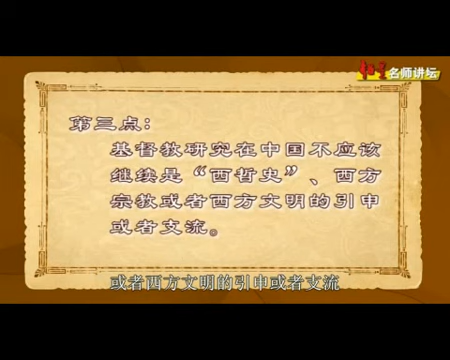 名师讲坛
第三点：
基督教研究在中国不应该
继续是“西哲史”、西方
宗教或者西方文明的引申
或者支流。
或者西方文明的引申或者支流